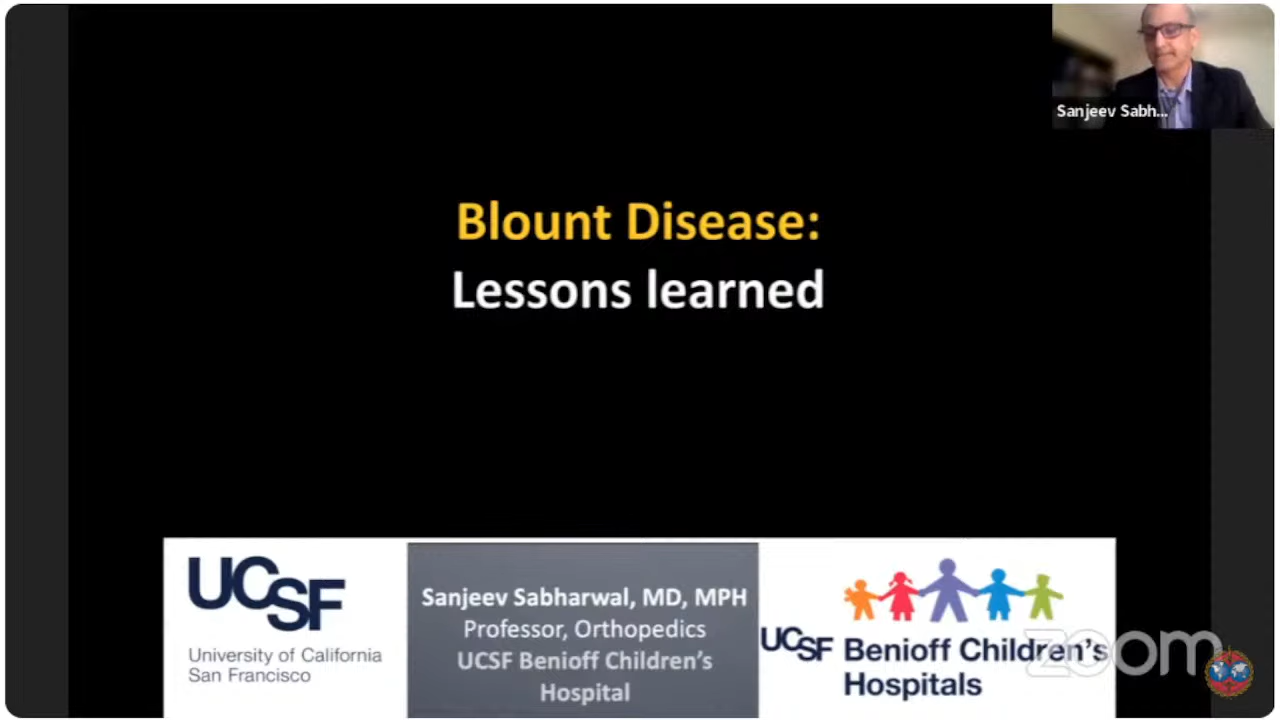 Sanjeev Sabh...
Blount Disease:
Lessons learned
UCSF
University of California
San Francisco
Sanjeev Sabharwal, MD, MPH
Professor, Orthopedics
UCSF Benioff Children's
Hospital
UCSF Benioff Children's
Hospitals
zoom